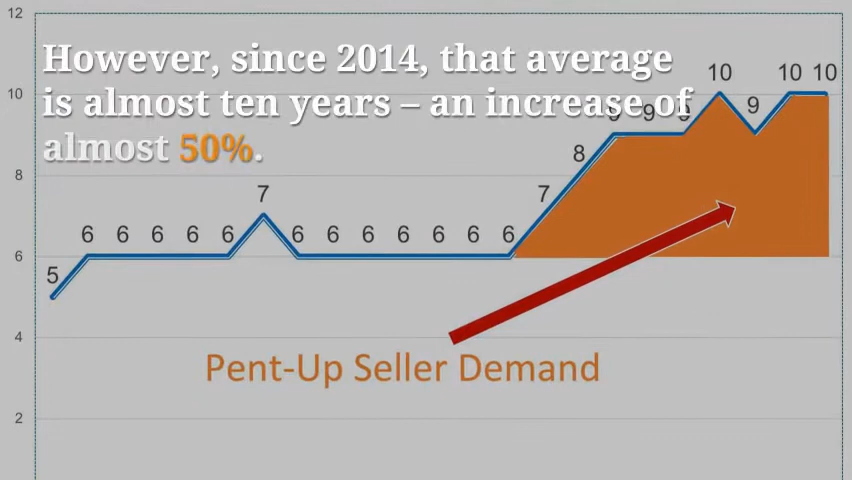 12
However, since 2014, that average
10 10 10
10 is almost ten years – an increase of
9 9 9 9
almost 50%.
8 8
7 7
6 6 6 6 6 6 6 6 6 6 6 6
6
5
4
Pent-Up Seller Demand
2